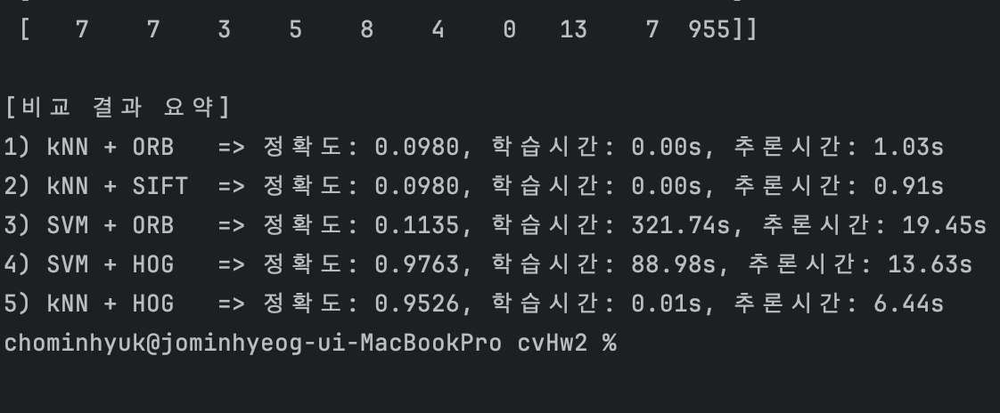 [    7    7    3    5    8    4    0   13    7  955]]
[비교 결과 요약]
1) kNN + ORB   => 정확도: 0.0980, 학습시간: 0.00s, 추론시간: 1.03s
2) kNN + SIFT  => 정확도: 0.0980, 학습시간: 0.00s, 추론시간: 0.91s
3) SVM + ORB   => 정확도: 0.1135, 학습시간: 321.74s, 추론시간: 19.45s
4) SVM + HOG   => 정확도: 0.9763, 학습시간: 88.98s, 추론시간: 13.63s
5) kNN + HOG   => 정확도: 0.9526, 학습시간: 0.01s, 추론시간: 6.44s
chominhyuk@jominhyeog-ui-MacBookPro cvHw2 %